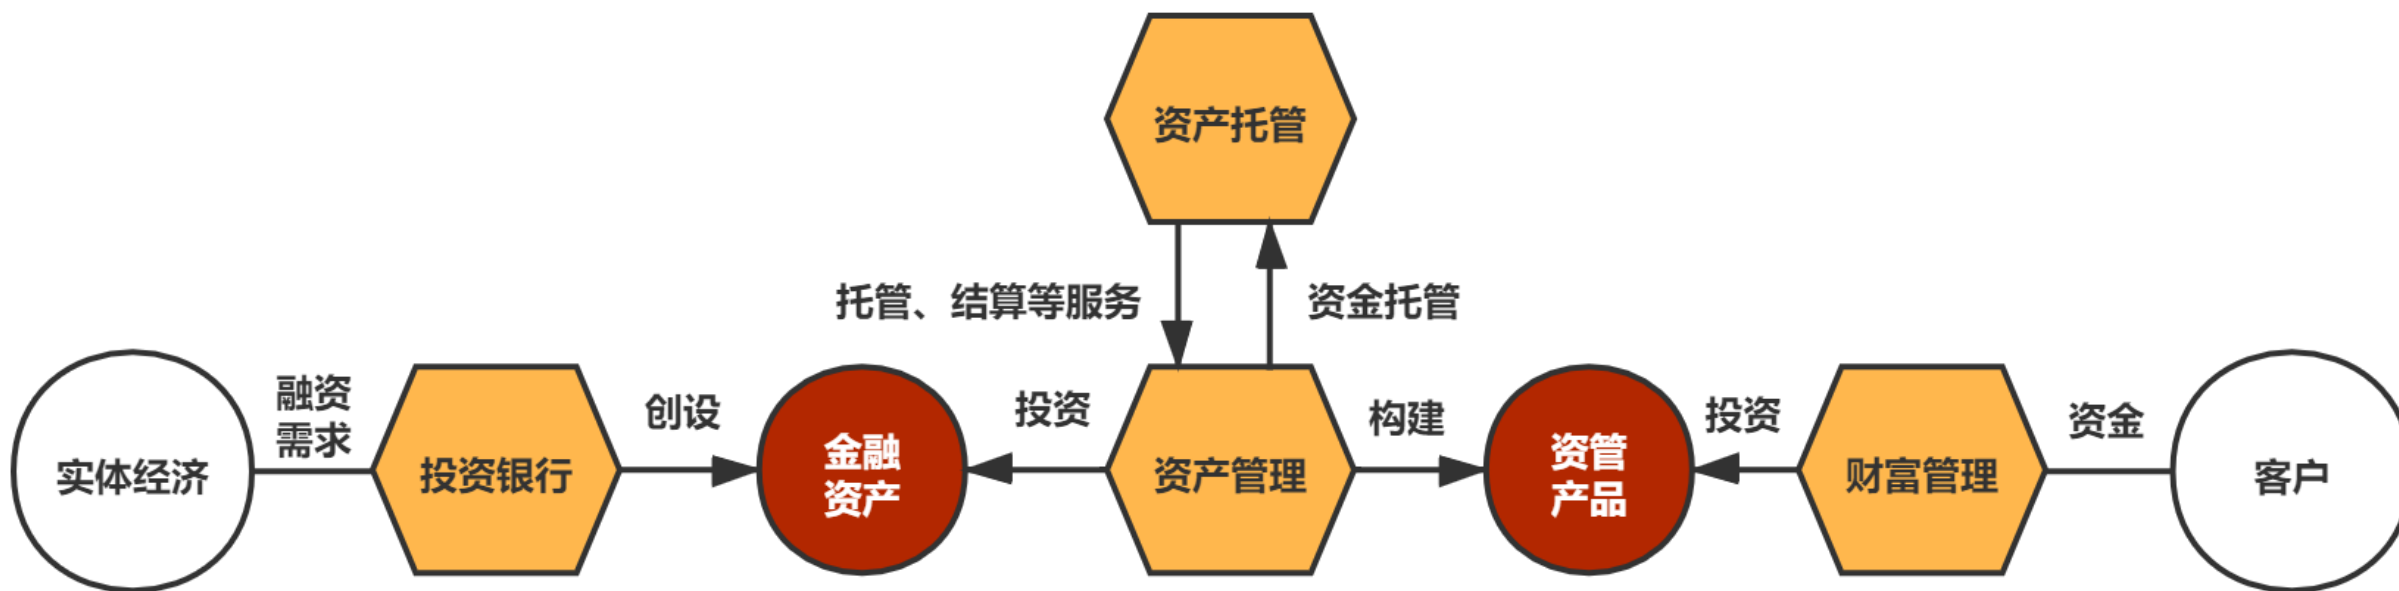 资产托管
托管、结算等服务
资金托管
实体经济
融资
需求
投资银行
创设
金融
资产
投资
资产管理
构建
资管
产品
投资
财富管理
资金
客户